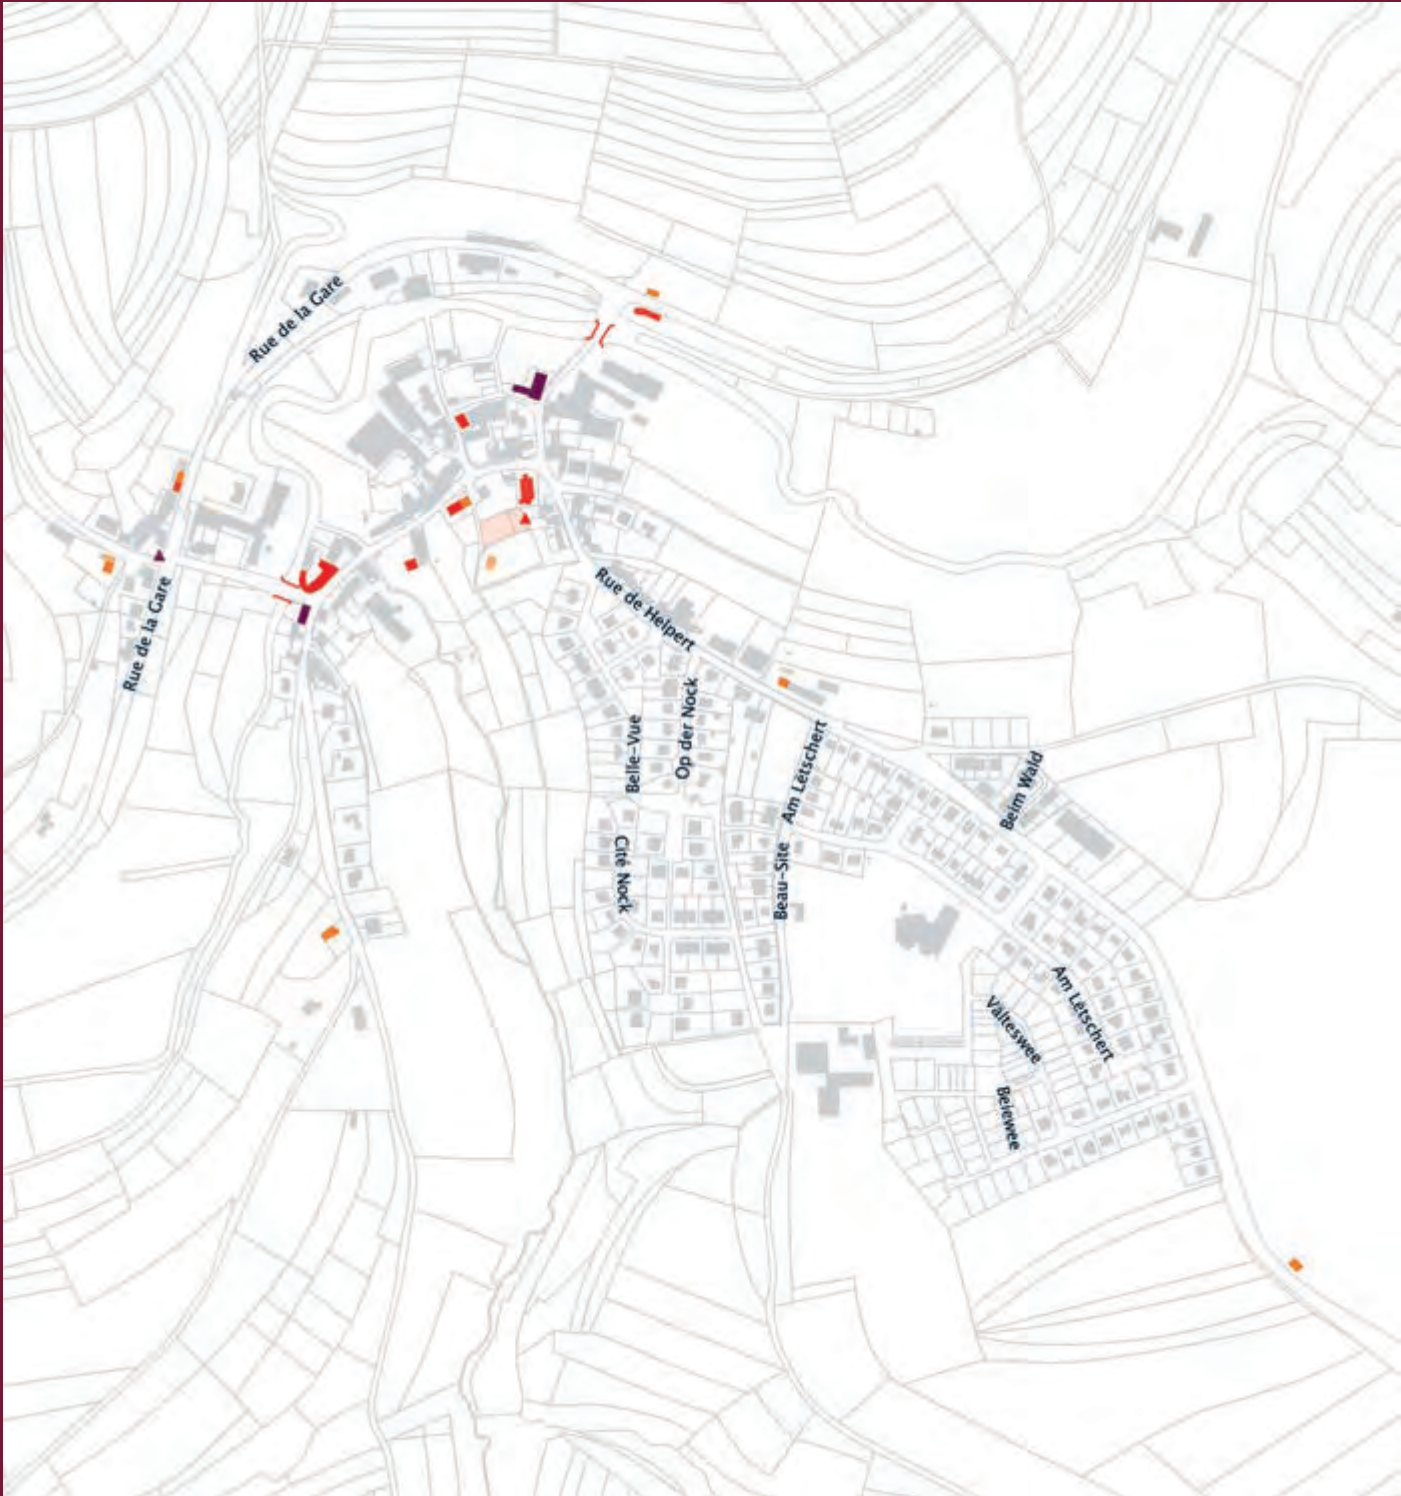 Rue de la Gare
Rue de la Gare
Rue de Helpert
Op der Nock
Belle-Vue
Am Lëtschert
Beim Wald
Cité Nock
Beau-Site
Am Lëtschert
Välteswee
Beiewee